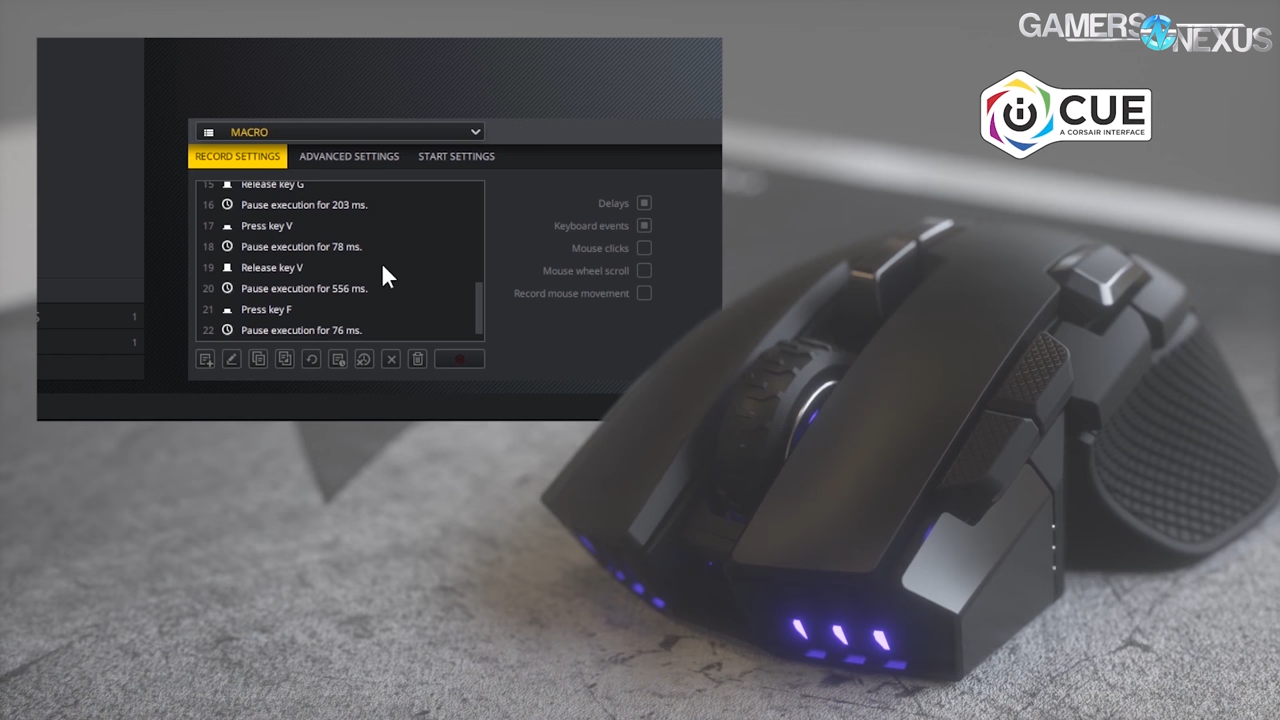 GAMERS NEXUS
iCUE
A CORSAIR INTERFACE
MACRO
RECORD SETTINGS ADVANCED SETTINGS START SETTINGS
15 Release key G
16 Pause execution for 203 ms.
17 Press key V
18 Pause execution for 78 ms.
19 Release key V
20 Pause execution for 556 ms.
21 Press key F
22 Pause execution for 76 ms.
Delays
Keyboard events
Mouse clicks
Mouse wheel scroll
Record mouse movement
1
1